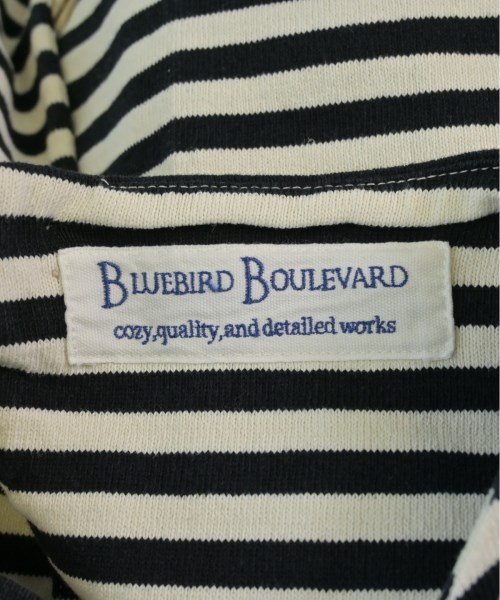 BLUEBIRD BOULEVARD
cozy,quality,and detailed works